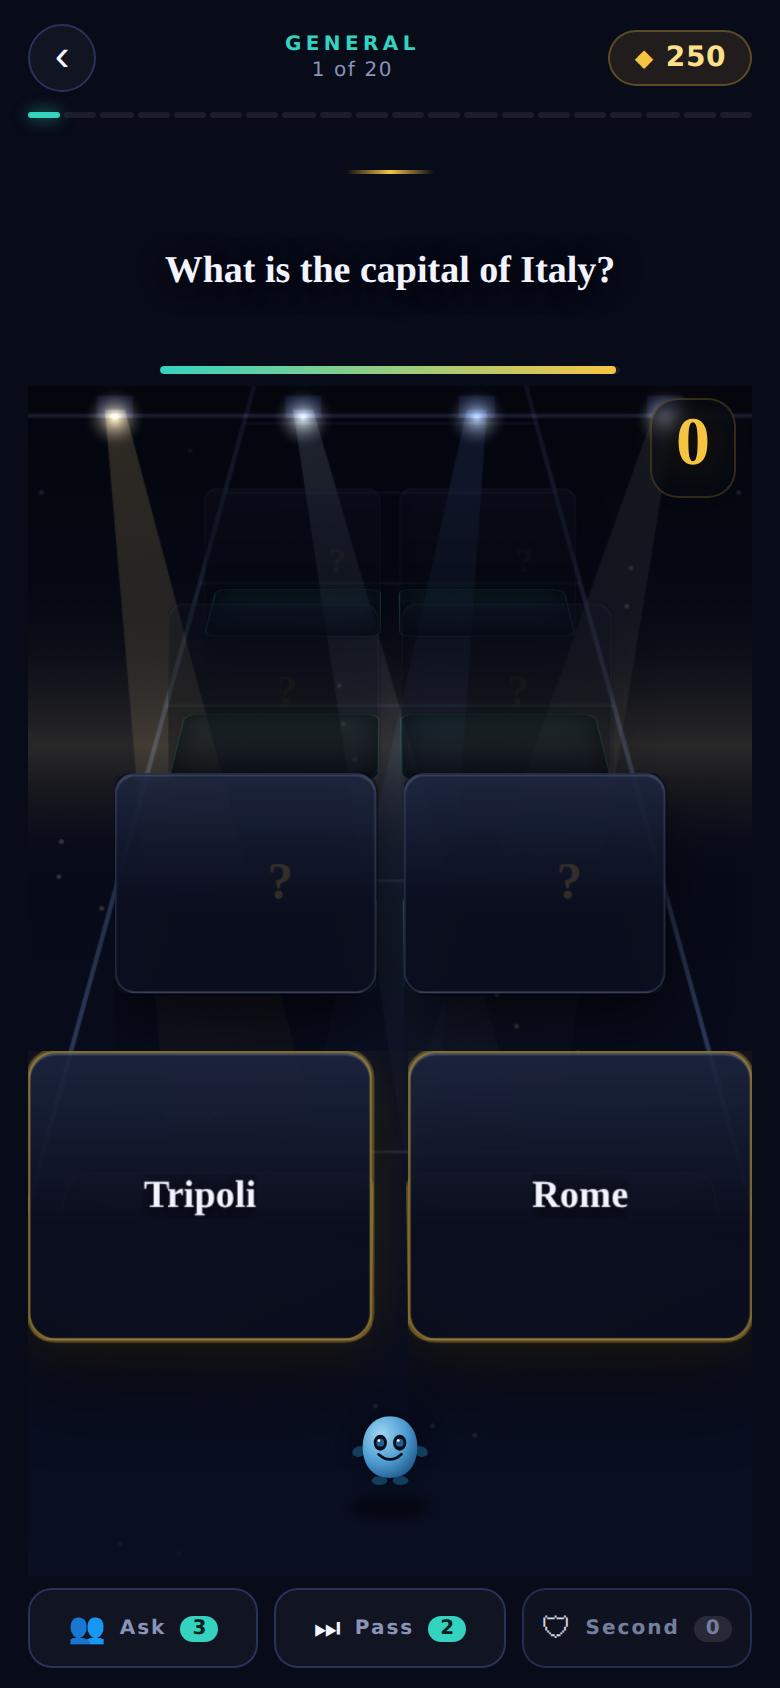 ‹
GENERAL
1 of 20
◆ 250
What is the capital of Italy?
0
? ?
? ?
? ?
Tripoli Rome
Ask 3 Pass 2 Second 0